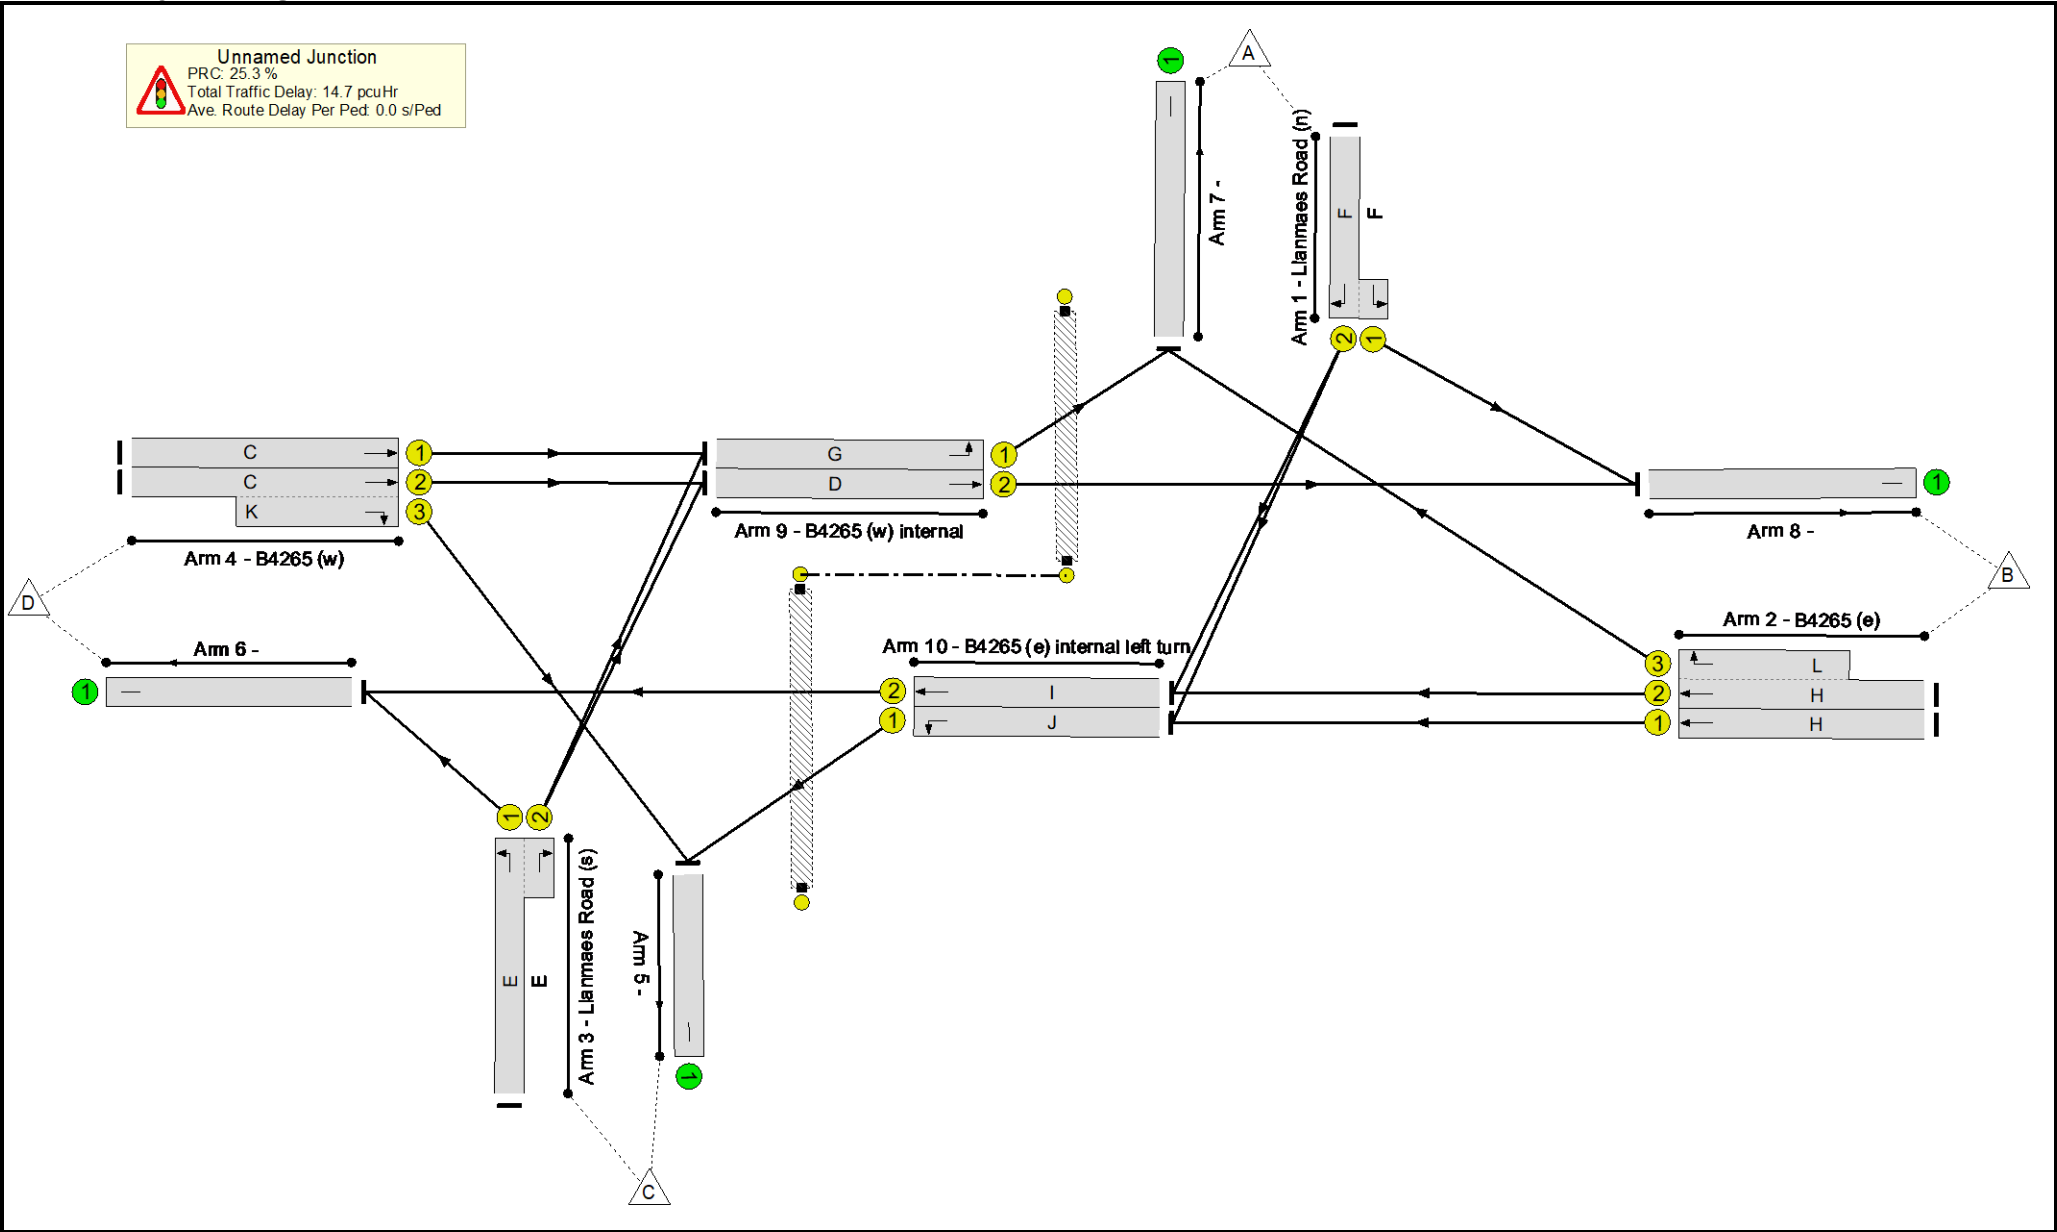 Unnamed Junction
PRC: 25.3 %
Total Traffic Delay: 14.7 pcuHr
Ave. Route Delay Per Ped: 0.0 s/Ped
A
1
Arm 7 -
Arm 1 - Llanmaes Road (n)
F
F
2
1
C
1
C
2
K
3
Arm 4 - B4265 (w)
G
1
D
2
Arm 9 - B4265 (w) internal
1
Arm 8 -
B
D
Arm 6 -
1
Arm 10 - B4265 (e) internal left turn
2
I
1
J
Arm 2 - B4265 (e)
3
L
2
H
1
H
1
2
E
E
Arm 3 - Llanmaes Road (s)
Arm 5 -
1
C